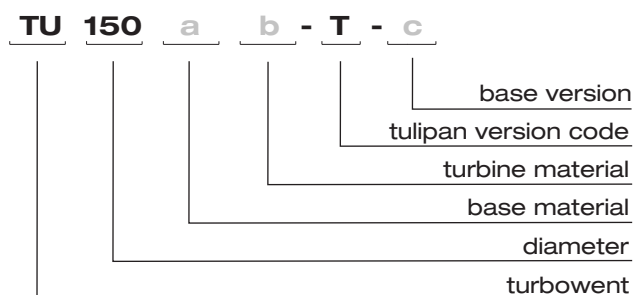 TU 150 a b - T - c
base version
tulipan version code
turbine material
base material
diameter
turbowent